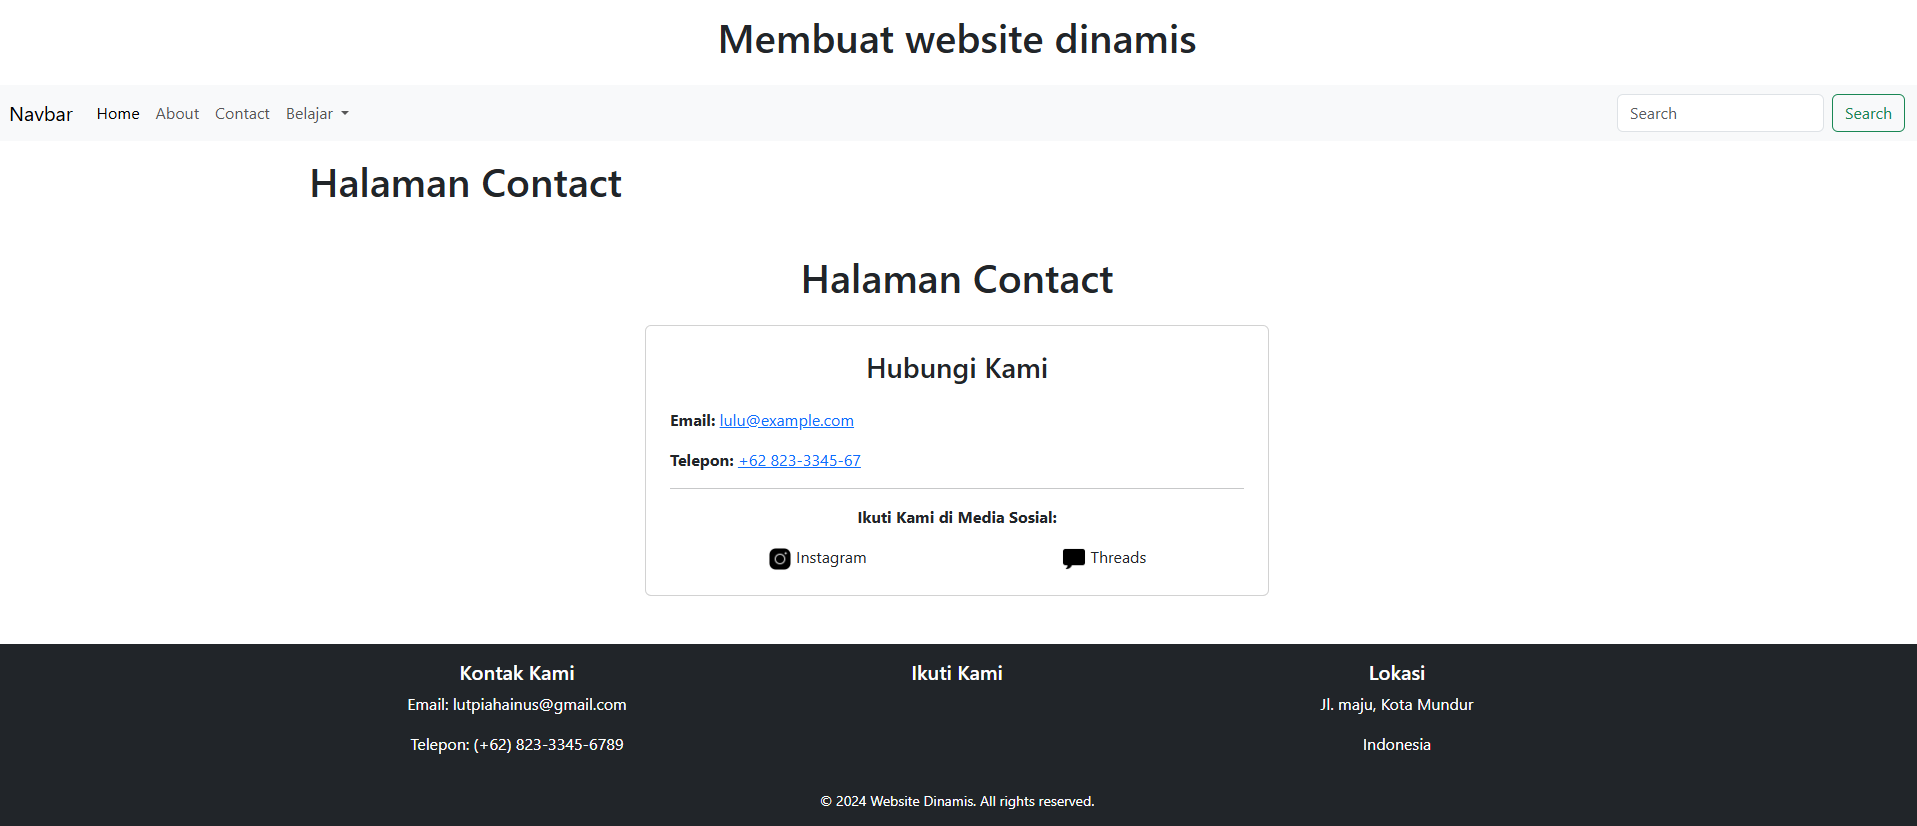 Membuat website dinamis
Navbar Home About Contact Belajar Search Search
Halaman Contact
Halaman Contact
Hubungi Kami
Email: lulu@example.com
Telepon: +62 823-3345-67
Ikuti Kami di Media Sosial:
Instagram Threads
Kontak Kami Ikuti Kami Lokasi
Email: lutpiahainus@gmail.com Jl. maju, Kota Mundur
Telepon: (+62) 823-3345-6789 Indonesia
© 2024 Website Dinamis. All rights reserved.